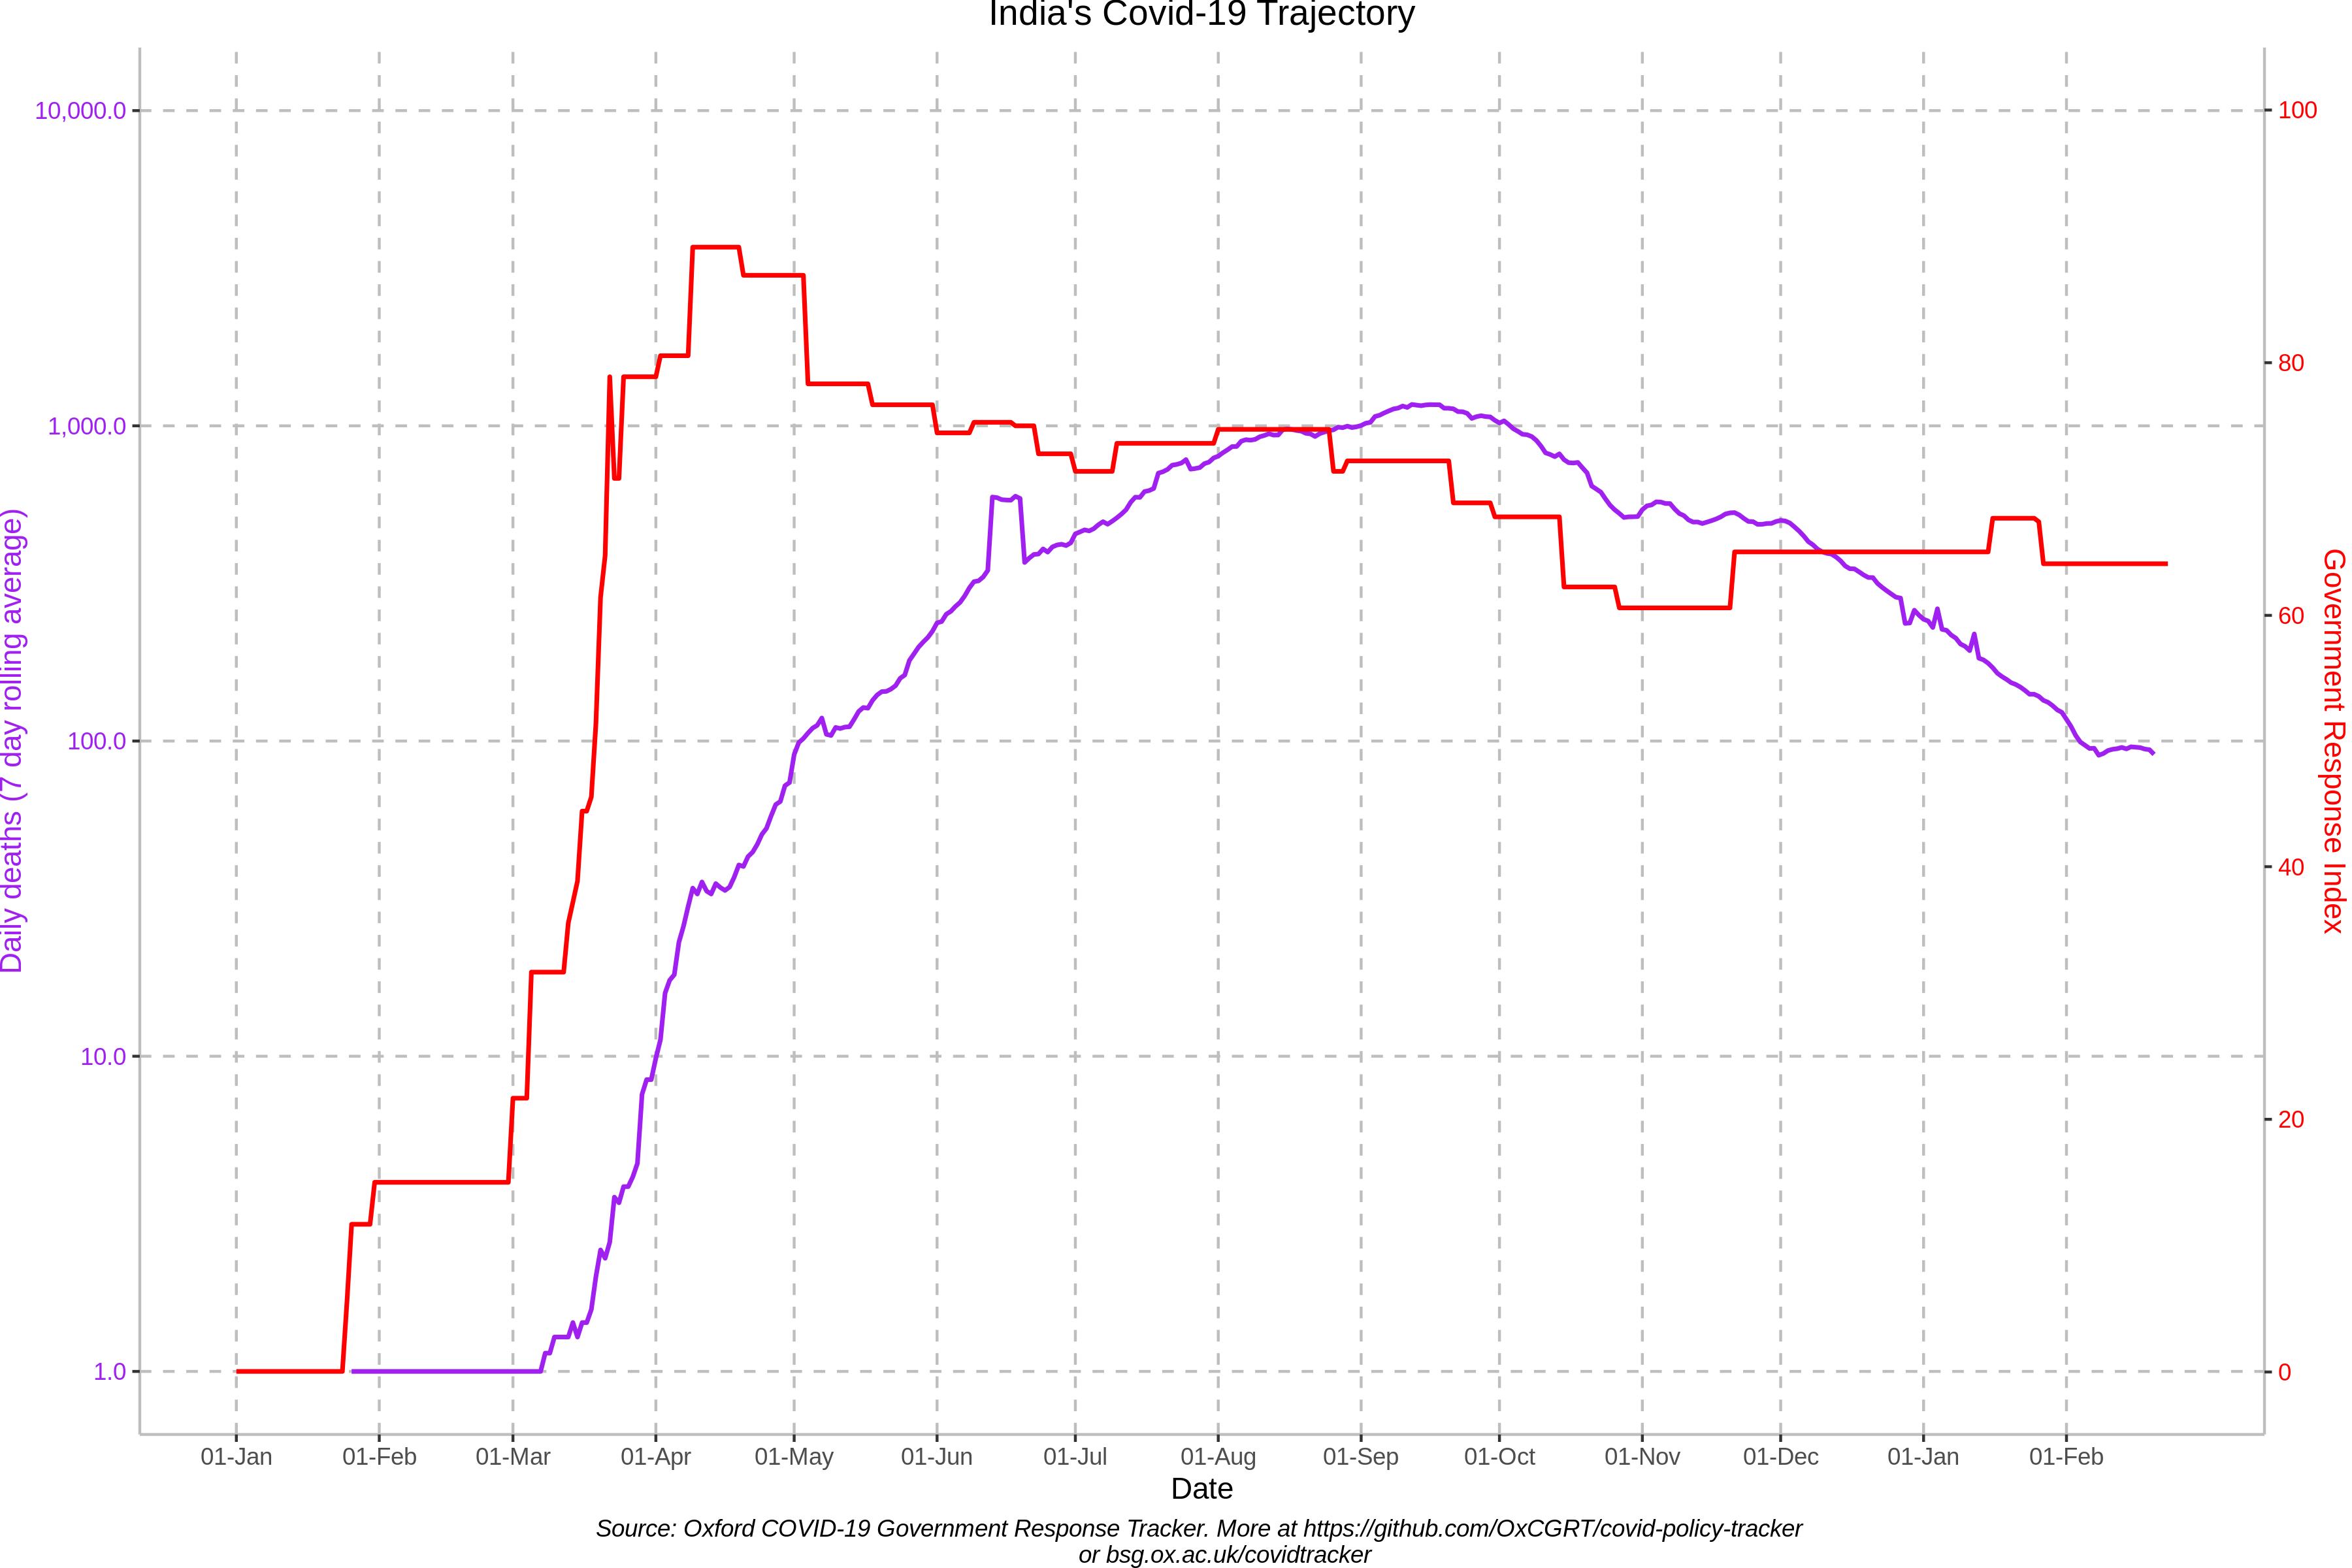 India's Covid-19 Trajectory
10,000.0
1,000.0
100.0
10.0
1.0
Daily deaths (7 day rolling average)
100
80
60
40
20
0
Government Response Index
01-Jan 01-Feb 01-Mar 01-Apr 01-May 01-Jun 01-Jul 01-Aug 01-Sep 01-Oct 01-Nov 01-Dec 01-Jan 01-Feb
Date
Source: Oxford COVID-19 Government Response Tracker. More at https://github.com/OxCGRT/covid-policy-tracker
or bsg.ox.ac.uk/covidtracker